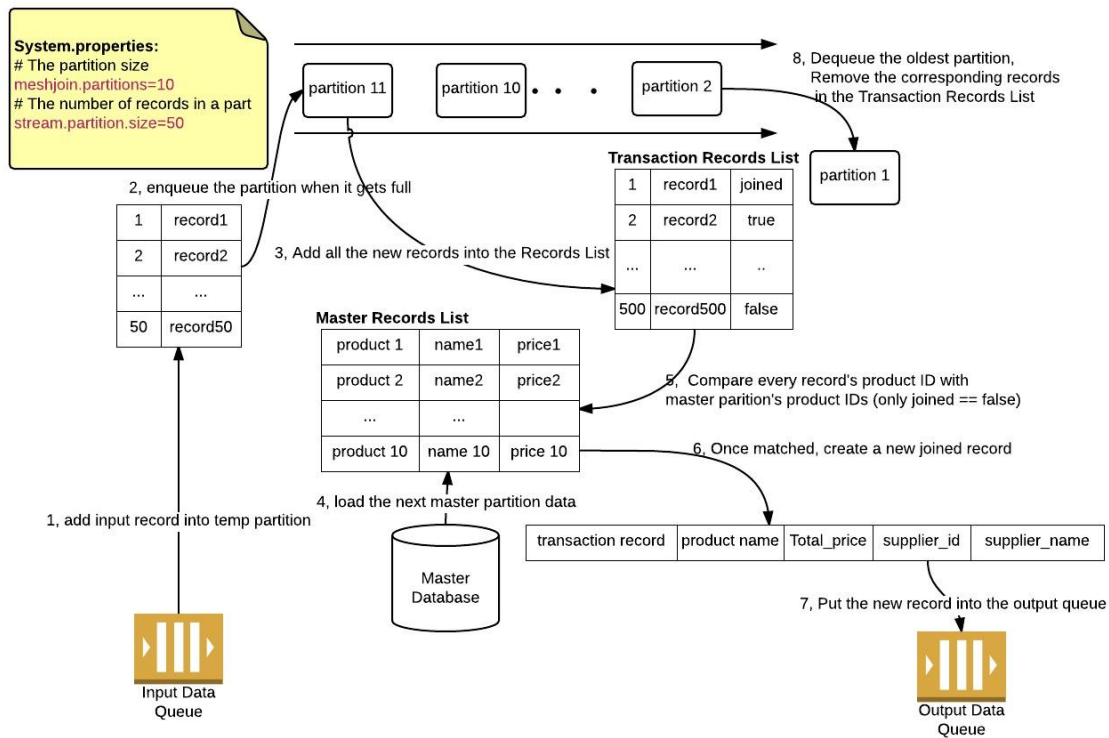 System.properties:
# The partition size
meshjoin.partitions=10
# The number of records in a part
stream.partition.size=50
partition 11
partition 10
. . .
partition 2
8, Dequeue the oldest partition,
Remove the corresponding records
in the Transaction Records List
partition 1
2, enqueue the partition when it gets full
1 record1
2 record2
... ...
50 record50
Transaction Records List
1 record1 joined
2 record2 true
... ... ..
500 record500 false
3, Add all the new records into the Records List
Master Records List
product 1 name1 price1
product 2 name2 price2
... ...
product 10 name 10 price 10
5, Compare every record's product ID with
master parition's product IDs (only joined == false)
6, Once matched, create a new joined record
4, load the next master partition data
1, add input record into temp partition
transaction record product name Total_price supplier_id supplier_name
Master
Database
7, Put the new record into the output queue
Input Data
Queue
Output Data
Queue